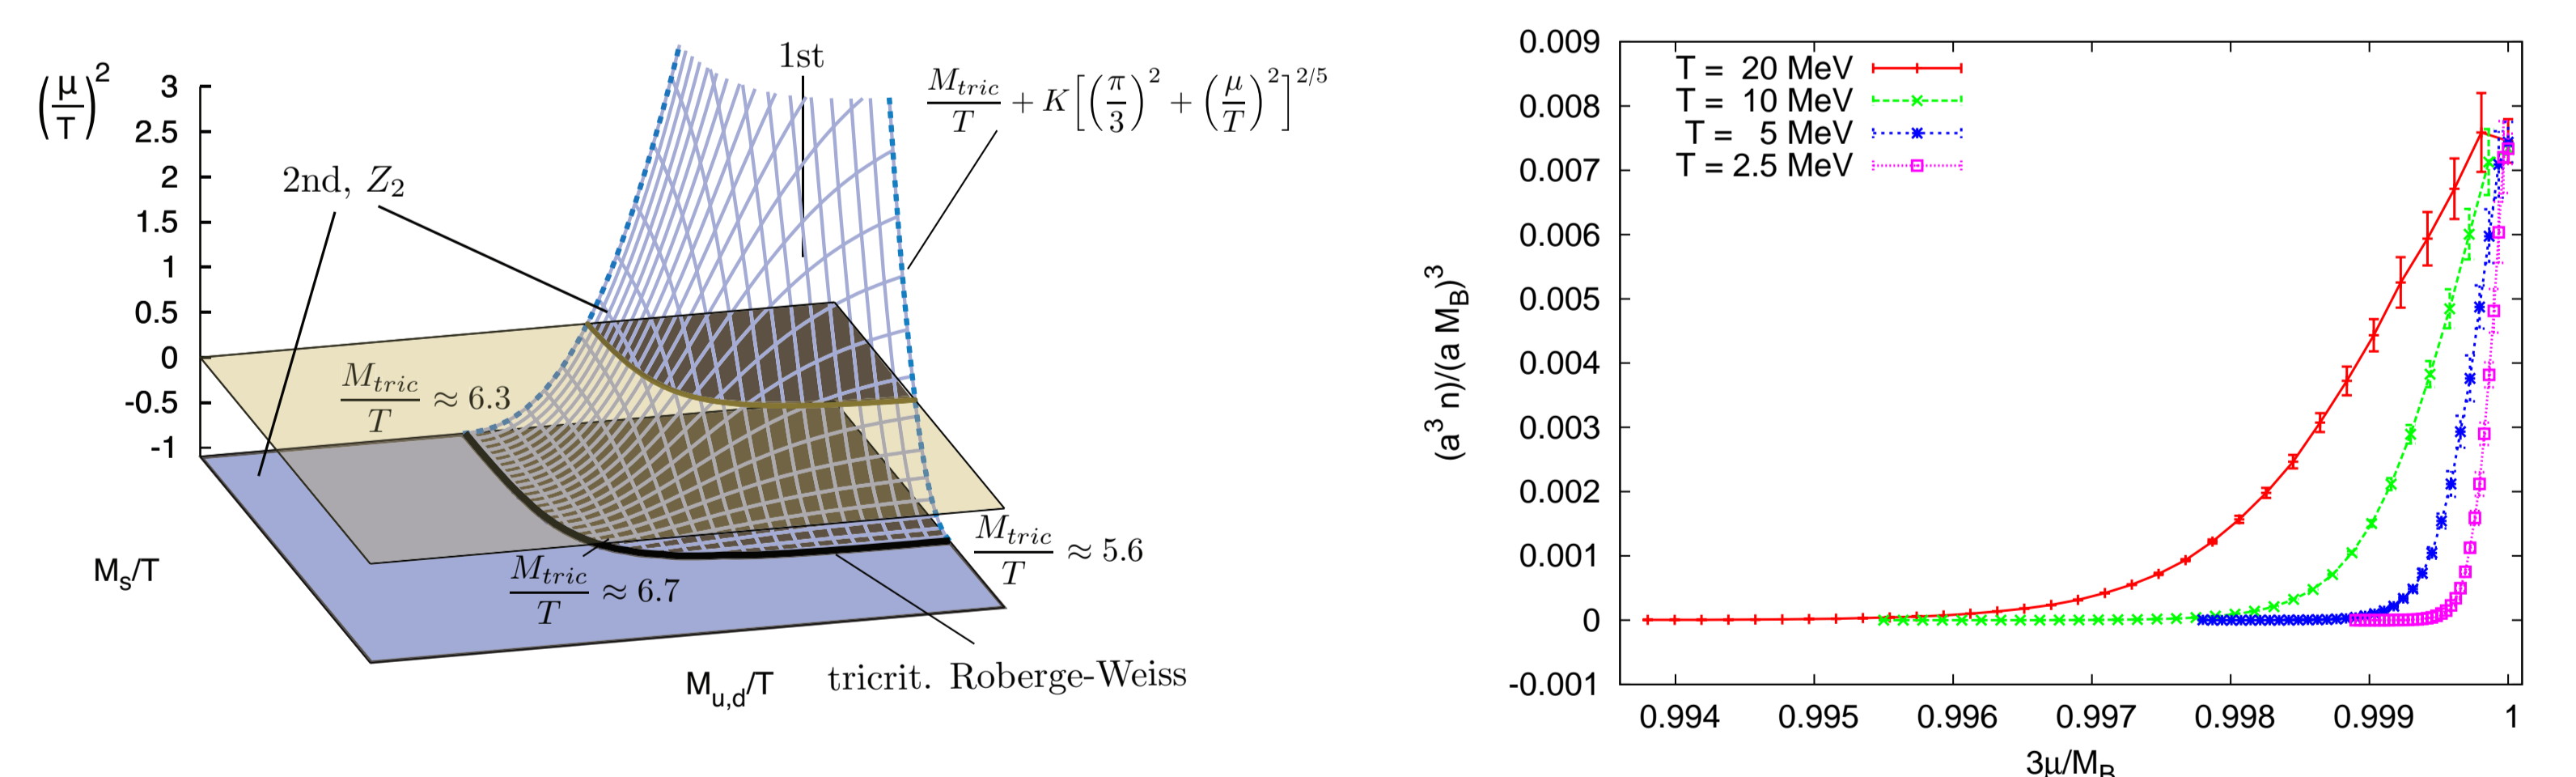 (μ/T)^2
3
2.5
2
1.5
1
0.5
0
-0.5
-1
1st
2nd, Z_2
M_tric/T + K[(π/3)^2 + (μ/T)^2]^{2/5}
M_tric/T ≈ 6.3
M_tric/T ≈ 6.7
M_tric/T ≈ 5.6
M_s/T
M_{u,d}/T
tricrit. Roberge-Weiss
(a^3 n)/(a M_B)^3
0.009
0.008
0.007
0.006
0.005
0.004
0.003
0.002
0.001
0
-0.001
T = 20 MeV
T = 10 MeV
T = 5 MeV
T = 2.5 MeV
0.994 0.995 0.996 0.997 0.998 0.999 1
3μ/M_B